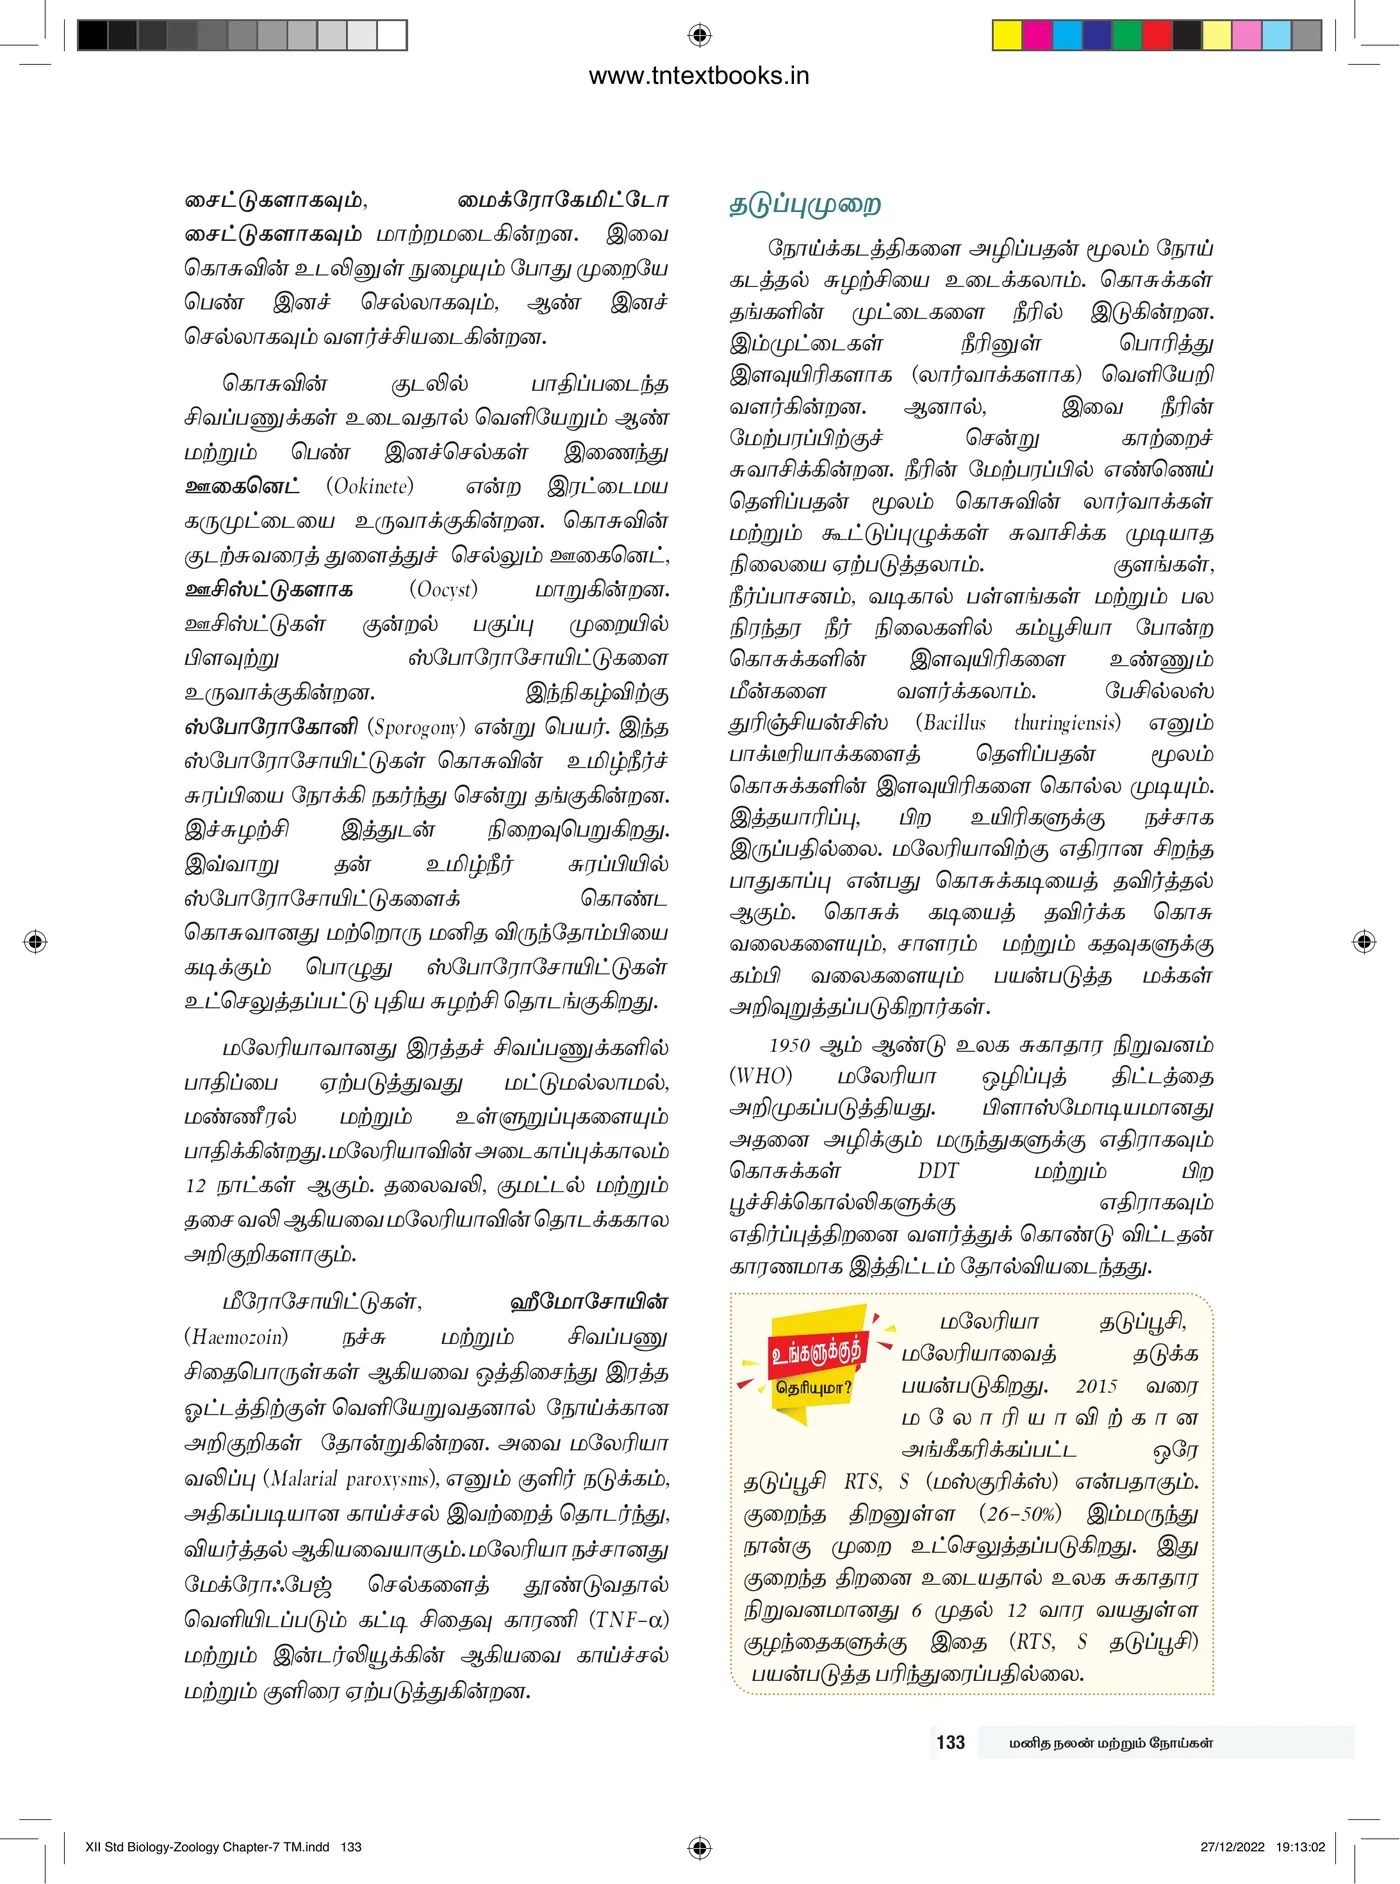 www.tntextbooks.in
சைட்டுகளாகவும், மைக்ரோகேமிட்டோ
சைட்டுகளாகவும் மாற்றமடைகின்றன. இவை
கொசுவின் உடலினுள் நுழையும் போது முறையே
பெண் இனச் செல்லாகவும், ஆண் இனச்
செல்லாகவும் வளர்ச்சியடைகின்றன.
கொசுவின் குடலில் பாதிப்படைந்த
சிவப்பணுக்கள் உடைவதால் வெளியேறும் ஆண்
மற்றும் பெண் இனச்செல்கள் இணைந்து
ஊகைனெட் (Ookinete) என்ற இரட்டைமய
கருமுட்டையை உருவாக்குகின்றன. கொசுவின்
குடற்சுவரைத் துளைத்துச் செல்லும் ஊகைனெட்,
ஊசிஸ்ட்டுகளாக (Oocyst) மாறுகின்றன.
ஊசிஸ்ட்டுகள் குன்றல் பகுப்பு முறையில்
பிளவுற்று ஸ்போரோசோயிட்டுகளை
உருவாக்குகின்றன. இந்நிகழ்விற்கு
ஸ்போரோகோனி (Sporogony) என்று பெயர். இந்த
ஸ்போரோசோயிட்டுகள் கொசுவின் உமிழ்நீர்ச்
சுரப்பியை நோக்கி நகர்ந்து சென்று தங்குகின்றன.
இச்சுழற்சி இத்துடன் நிறைவுபெறுகிறது.
இவ்வாறு தன் உமிழ்நீர் சுரப்பியில்
ஸ்போரோசோயிட்டுகளைக் கொண்ட
கொசுவானது மற்றொரு மனித விருந்தோம்பியை
கடிக்கும் பொழுது ஸ்போரோசோயிட்டுகள்
உட்செலுத்தப்பட்டு புதிய சுழற்சி தொடங்குகிறது.
மலேரியாவானது இரத்தச் சிவப்பணுக்களில்
பாதிப்பை ஏற்படுத்துவது மட்டுமல்லாமல்,
மண்ணீரல் மற்றும் உள்ளுறுப்புகளையும்
பாதிக்கின்றது.மலேரியாவின் அடைகாப்புக்காலம்
12 நாட்கள் ஆகும். தலைவலி, குமட்டல் மற்றும்
தசை வலி ஆகியவை மலேரியாவின் தொடக்ககால
அறிகுறிகளாகும்.
மீரோசோயிட்டுகள், ஹீமோசோயின்
(Haemozoin) நச்சு மற்றும் சிவப்பணு
சிதைபொருள்கள் ஆகியவை ஒத்திசைந்து இரத்த
ஓட்டத்திற்குள் வெளியேறுவதனால் நோய்க்கான
அறிகுறிகள் தோன்றுகின்றன. அவை மலேரியா
வலிப்பு (Malarial paroxysms), எனும் குளிர் நடுக்கம்,
அதிகப்படியான காய்ச்சல் இவற்றைத் தொடர்ந்து,
வியர்த்தல் ஆகியவையாகும்.மலேரியா நச்சானது
மேக்ரோஃபேஜ் செல்களைத் தூண்டுவதால்
வெளியிடப்படும் கட்டி சிதைவு காரணி (TNF-α)
மற்றும் இன்டர்லியூக்கின் ஆகியவை காய்ச்சல்
மற்றும் குளிரை ஏற்படுத்துகின்றன.
தடுப்புமுறை
நோய்க்கடத்திகளை அழிப்பதன் மூலம் நோய்
கடத்தல் சுழற்சியை உடைக்கலாம். கொசுக்கள்
தங்களின் முட்டைகளை நீரில் இடுகின்றன.
இம்முட்டைகள் நீரினுள் பொரித்து
இளவுயிரிகளாக (லார்வாக்களாக) வெளியேறி
வளர்கின்றன. ஆனால், இவை நீரின்
மேற்பரப்பிற்குச் சென்று காற்றைச்
சுவாசிக்கின்றன. நீரின் மேற்பரப்பில் எண்ணெய்
தெளிப்பதன் மூலம் கொசுவின் லார்வாக்கள்
மற்றும் கூட்டுப்புழுக்கள் சுவாசிக்க முடியாத
நிலையை ஏற்படுத்தலாம். குளங்கள்,
நீர்ப்பாசனம், வடிகால் பள்ளங்கள் மற்றும் பல
நிரந்தர நீர் நிலைகளில் கம்பூசியா போன்ற
கொசுக்களின் இளவுயிரிகளை உண்ணும்
மீன்களை வளர்க்கலாம். பேசில்லஸ்
துரிஞ்சியன்சிஸ் (Bacillus thuringiensis) எனும்
பாக்டீரியாக்களைத் தெளிப்பதன் மூலம்
கொசுக்களின் இளவுயிரிகளை கொல்ல முடியும்.
இத்தயாரிப்பு, பிற உயிரிகளுக்கு நச்சாக
இருப்பதில்லை. மலேரியாவிற்கு எதிரான சிறந்த
பாதுகாப்பு என்பது கொசுக்கடியைத் தவிர்த்தல்
ஆகும். கொசுக் கடியைத் தவிர்க்க கொசு
வலைகளையும், சாளரம் மற்றும் கதவுகளுக்கு
கம்பி வலைகளையும் பயன்படுத்த மக்கள்
அறிவுறுத்தப்படுகிறார்கள்.
1950 ஆம் ஆண்டு உலக சுகாதார நிறுவனம்
(WHO) மலேரியா ஒழிப்புத் திட்டத்தை
அறிமுகப்படுத்தியது. பிளாஸ்மோடியமானது
அதனை அழிக்கும் மருந்துகளுக்கு எதிராகவும்
கொசுக்கள் DDT மற்றும் பிற
பூச்சிக்கொல்லிகளுக்கு எதிராகவும்
எதிர்ப்புத்திறனை வளர்த்துக் கொண்டு விட்டதன்
காரணமாக இத்திட்டம் தோல்வியடைந்தது.
உங்களுக்குத்
தெரியுமா?
மலேரியா தடுப்பூசி,
மலேரியாவைத் தடுக்க
பயன்படுகிறது. 2015 வரை
மலோரியாவிற்கான
அங்கீகரிக்கப்பட்ட ஒரே
தடுப்பூசி RTS, S (மஸ்குரிக்ஸ்) என்பதாகும்.
குறைந்த திறனுள்ள (26-50%) இம்மருந்து
நான்கு முறை உட்செலுத்தப்படுகிறது. இது
குறைந்த திறனை உடையதால் உலக சுகாதார
நிறுவனமானது 6 முதல் 12 வார வயதுள்ள
குழந்தைகளுக்கு இதை (RTS, S தடுப்பூசி)
பயன்படுத்த பரிந்துரைப்பதில்லை.
133 மனித நலன் மற்றும் நோய்கள்
XII Std Biology-Zoology Chapter-7 TM.indd 133 27/12/2022 19:13:02